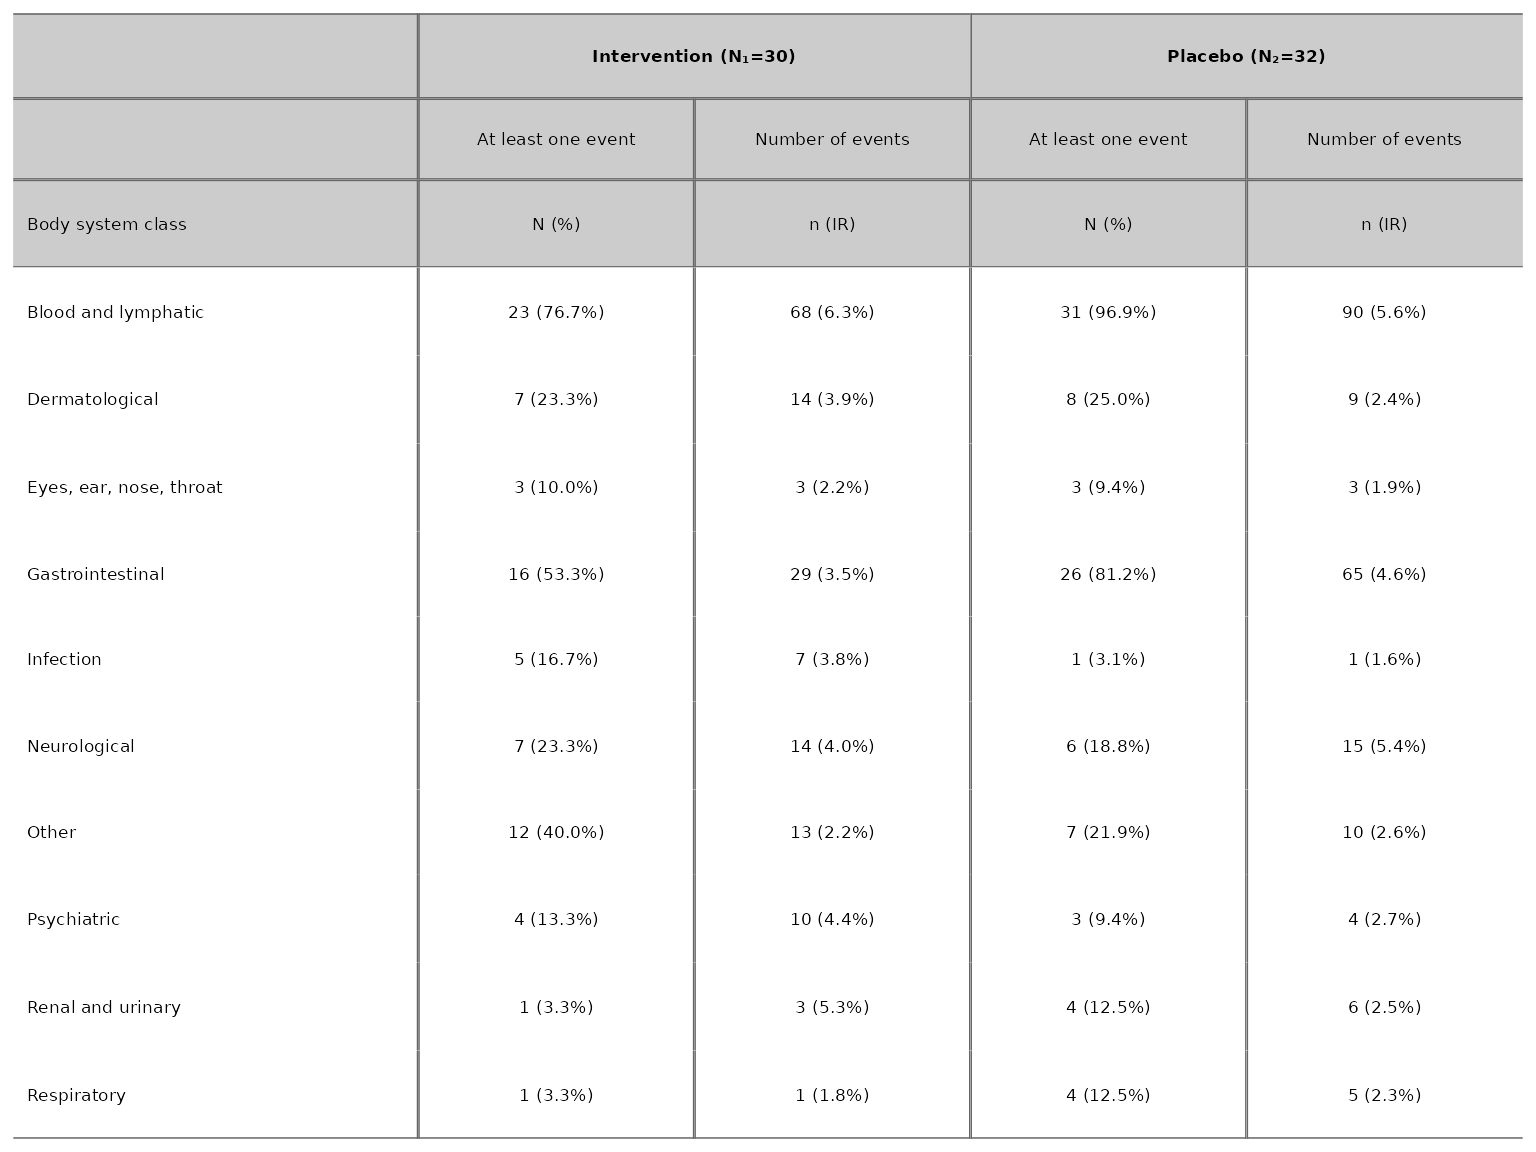 Intervention (N₁=30) Placebo (N₂=32)
At least one event Number of events At least one event Number of events
Body system class N (%) n (IR) N (%) n (IR)
Blood and lymphatic 23 (76.7%) 68 (6.3%) 31 (96.9%) 90 (5.6%)
Dermatological 7 (23.3%) 14 (3.9%) 8 (25.0%) 9 (2.4%)
Eyes, ear, nose, throat 3 (10.0%) 3 (2.2%) 3 (9.4%) 3 (1.9%)
Gastrointestinal 16 (53.3%) 29 (3.5%) 26 (81.2%) 65 (4.6%)
Infection 5 (16.7%) 7 (3.8%) 1 (3.1%) 1 (1.6%)
Neurological 7 (23.3%) 14 (4.0%) 6 (18.8%) 15 (5.4%)
Other 12 (40.0%) 13 (2.2%) 7 (21.9%) 10 (2.6%)
Psychiatric 4 (13.3%) 10 (4.4%) 3 (9.4%) 4 (2.7%)
Renal and urinary 1 (3.3%) 3 (5.3%) 4 (12.5%) 6 (2.5%)
Respiratory 1 (3.3%) 1 (1.8%) 4 (12.5%) 5 (2.3%)